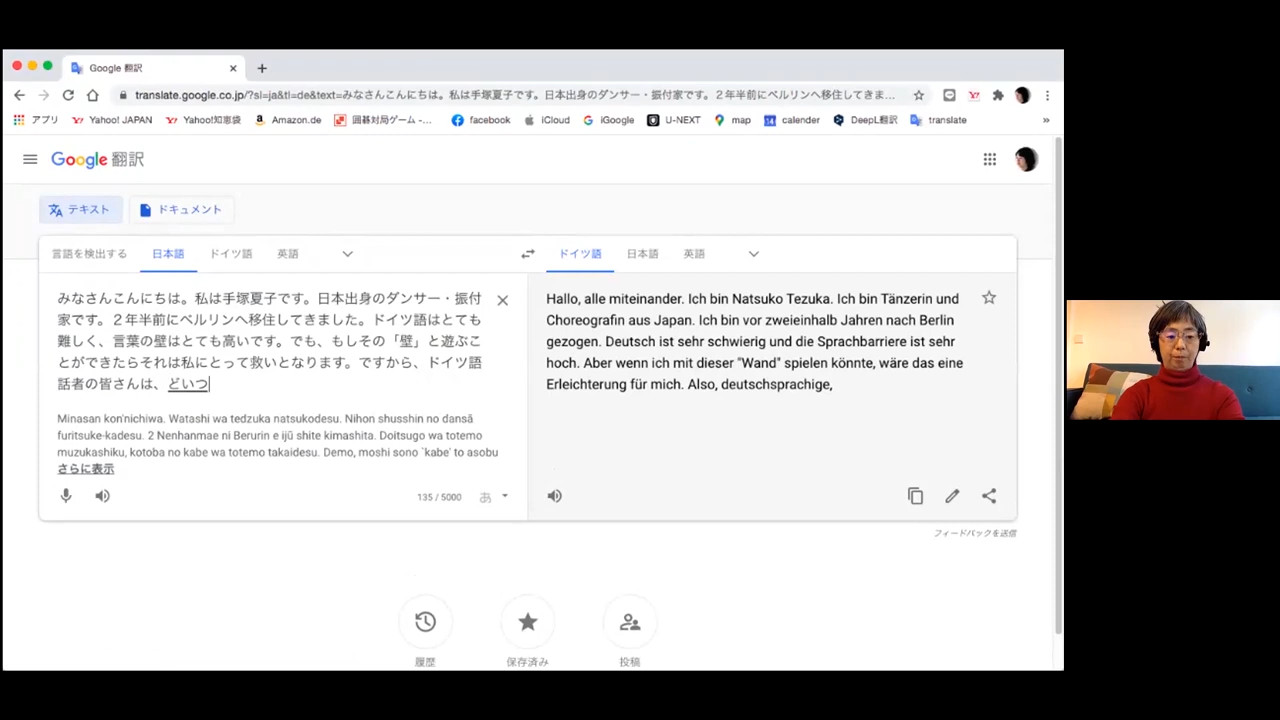 Google 翻訳
translate.google.co.jp/?sl=ja&tl=de&text=みなさんこんにちは。私は手塚夏子です。日本出身のダンサー・振付家です。２年半前にベルリンへ移住してきま...
アプリ Yahoo! JAPAN Yahoo!知恵袋 Amazon.de 囲碁対局ゲーム -... facebook iCloud iGoogle U-NEXT map calender DeepL翻訳 translate »
Google 翻訳
テキスト ドキュメント
言語を検出する 日本語 ドイツ語 英語 ドイツ語 日本語 英語
みなさんこんにちは。私は手塚夏子です。日本出身のダンサー・振付
家です。２年半前にベルリンへ移住してきました。ドイツ語はとても
難しく、言葉の壁はとても高いです。でも、もしその「壁」と遊ぶこ
とができたらそれは私にとって救いとなります。ですから、ドイツ語
話者の皆さんは、どいつ
Minasan kon'nichiwa. Watashi wa tedzuka natsukodesu. Nihon shusshin no dansā
furitsuke-kadesu. 2 Nenhanmae ni Berurin e ijū shite kimashita. Doitsugo wa totemo
muzukashiku, kotoba no kabe wa totemo takaidesu. Demo, moshi sono `kabe' to asobu
さらに表示
135 / 5000 あ
Hallo, alle miteinander. Ich bin Natsuko Tezuka. Ich bin Tänzerin und
Choreografin aus Japan. Ich bin vor zweieinhalb Jahren nach Berlin
gezogen. Deutsch ist sehr schwierig und die Sprachbarriere ist sehr
hoch. Aber wenn ich mit dieser "Wand" spielen könnte, wäre das eine
Erleichterung für mich. Also, deutschsprachige,
フィードバックを送信
履歴 保存済み 投稿